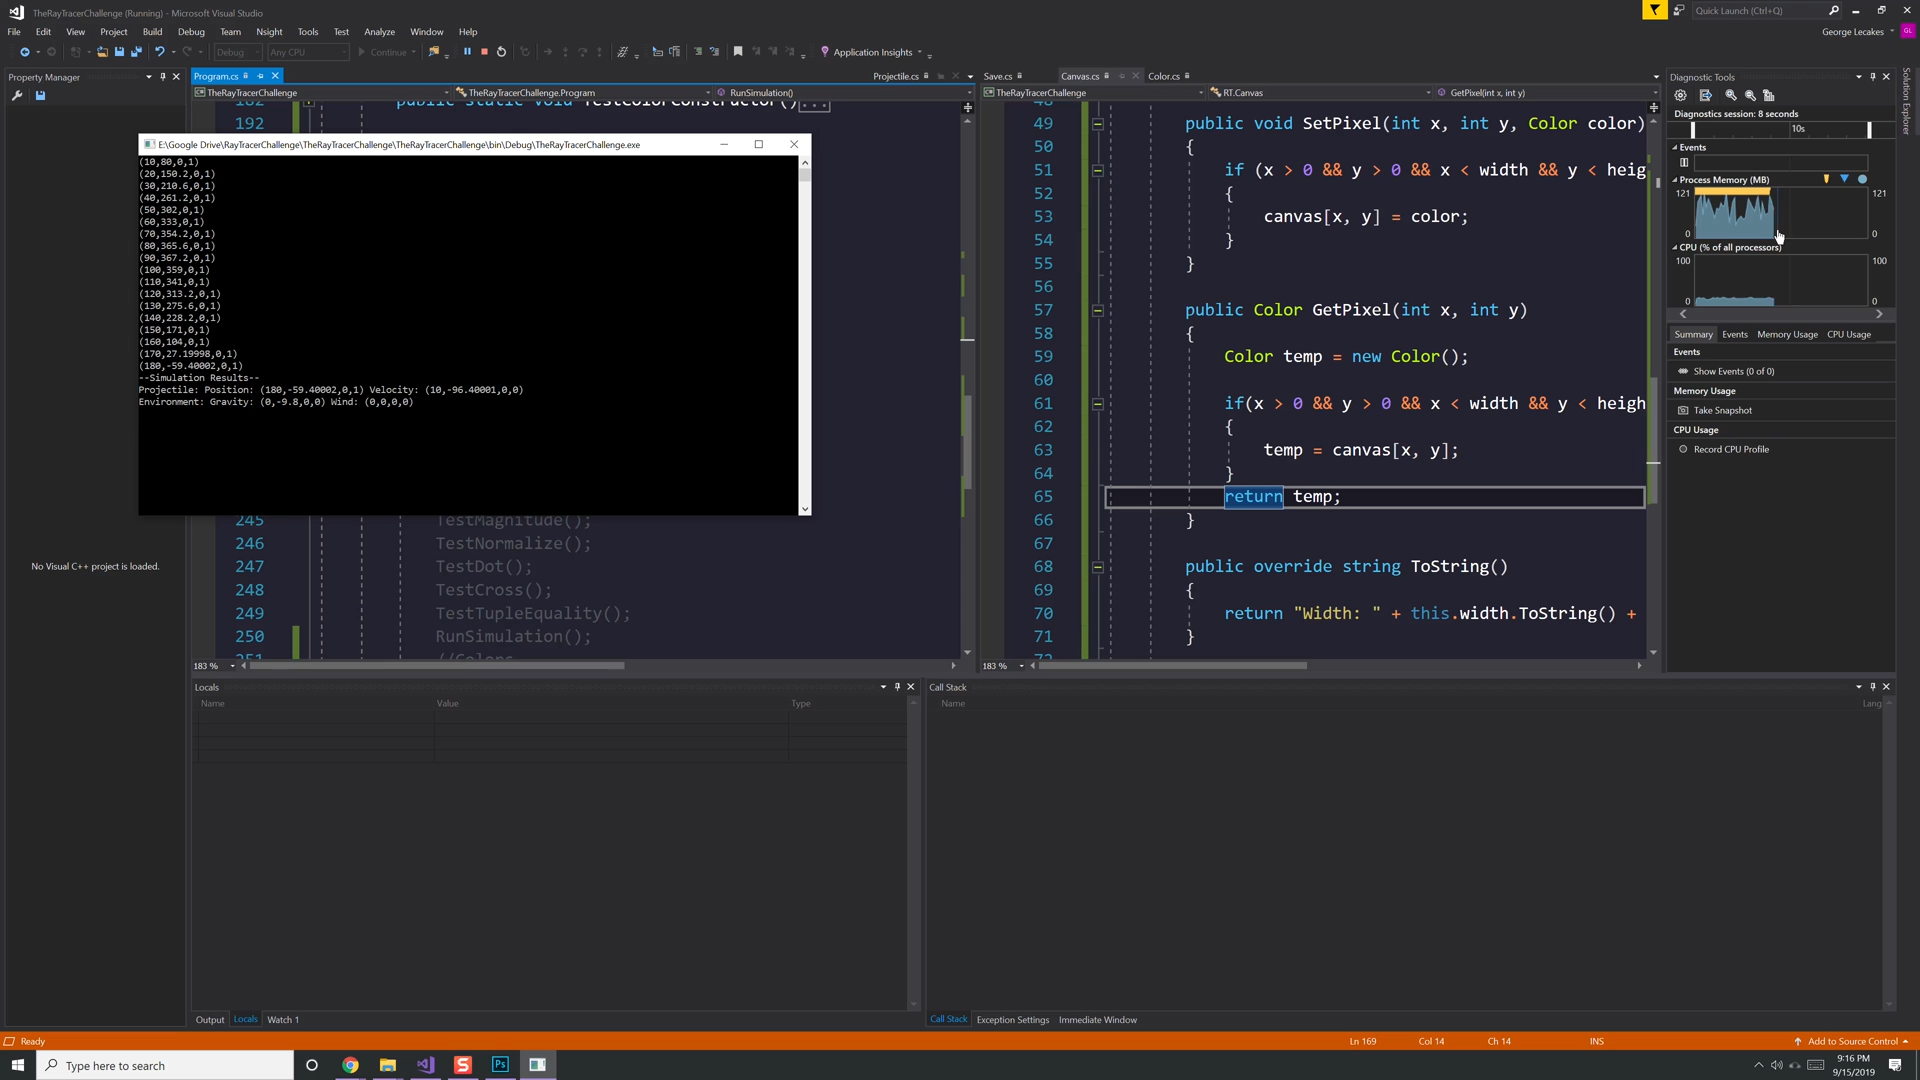 TheRayTracerChallenge (Running) - Microsoft Visual Studio
Quick Launch (Ctrl+Q)
File Edit View Project Build Debug Team Nsight Tools Test Analyze Window Help
George Lecakes GL
Debug Any CPU Continue Application Insights
Property Manager
Program.cs
Projectile.cs
Save.cs
Canvas.cs
Color.cs
Diagnostic Tools
Solution Explorer
TheRayTracerChallenge
TheRayTracerChallenge.Program
RunSimulation()
TheRayTracerChallenge
RT.Canvas
GetPixel(int x, int y)
public static void TestColorConstructor()...
192
E:\Google Drive\RayTracerChallenge\TheRayTracerChallenge\TheRayTracerChallenge\bin\Debug\TheRayTracerChallenge.exe
(10,80,0,1)
(20,150.2,0,1)
(30,210.6,0,1)
(40,261.2,0,1)
(50,302,0,1)
(60,333,0,1)
(70,354.2,0,1)
(80,365.6,0,1)
(90,367.2,0,1)
(100,359,0,1)
(110,341,0,1)
(120,313.2,0,1)
(130,275.6,0,1)
(140,228.2,0,1)
(150,171,0,1)
(160,104,0,1)
(170,27.19998,0,1)
(180,-59.40002,0,1)
--Simulation Results--
Projectile: Position: (180,-59.40002,0,1) Velocity: (10,-96.40001,0,0)
Environment: Gravity: (0,-9.8,0,0) Wind: (0,0,0,0)
245 TestMagnitude();
246 TestNormalize();
247 TestDot();
248 TestCross();
249 TestTupleEquality();
250 RunSimulation();
251 //Colors
183 %
49 public void SetPixel(int x, int y, Color color)
50 {
51 if (x > 0 && y > 0 && x < width && y < heig
52 {
53 canvas[x, y] = color;
54 }
55 }
56
57 public Color GetPixel(int x, int y)
58 {
59 Color temp = new Color();
60
61 if(x > 0 && y > 0 && x < width && y < heigh
62 {
63 temp = canvas[x, y];
64 }
65 return temp;
66 }
67
68 public override string ToString()
69 {
70 return "Width: " + this.width.ToString() +
71 }
72
183 %
Diagnostics session: 8 seconds
10s
Events
Process Memory (MB)
121 121
0 0
CPU (% of all processors)
100 100
0 0
Summary Events Memory Usage CPU Usage
Events
Show Events (0 of 0)
Memory Usage
Take Snapshot
CPU Usage
Record CPU Profile
No Visual C++ project is loaded.
Locals
Name Value Type
Call Stack
Name Lang
Output Locals Watch 1
Call Stack Exception Settings Immediate Window
Ready
Ln 169 Col 14 Ch 14 INS
Add to Source Control
Type here to search
Ps
9:16 PM
9/15/2019